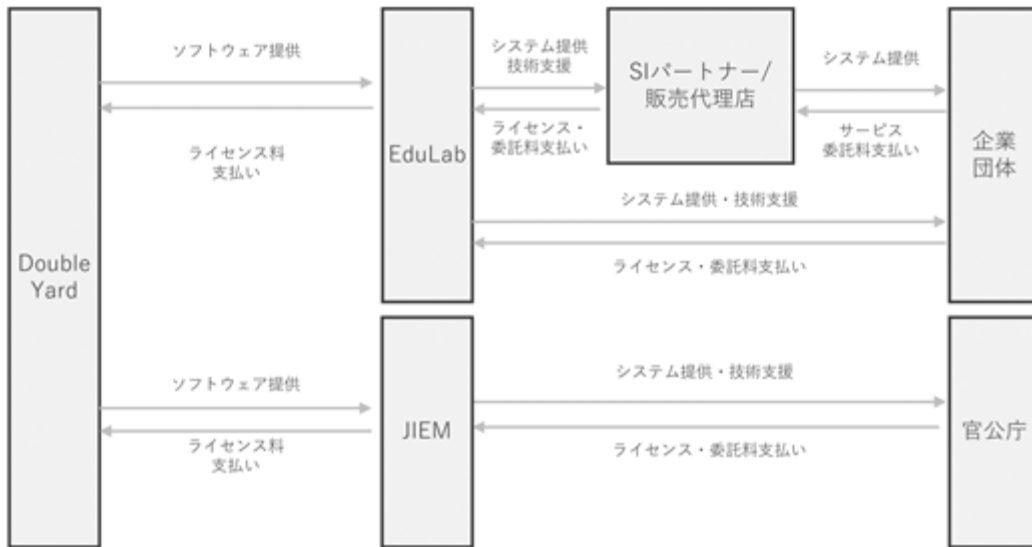 ソフトウェア提供
システム提供
技術支援
SIパートナー/
販売代理店
システム提供
ライセンス料
支払い
EduLab
ライセンス・
委託料支払い
サービス
委託料支払い
企業
団体
システム提供・技術支援
ライセンス・委託料支払い
Double
Yard
ソフトウェア提供
システム提供・技術支援
ライセンス料
支払い
JIEM
ライセンス・委託料支払い
官公庁